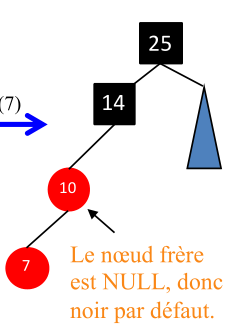 25
(7)
14
10
7
Le nœud frère
est NULL, donc
noir par défaut.